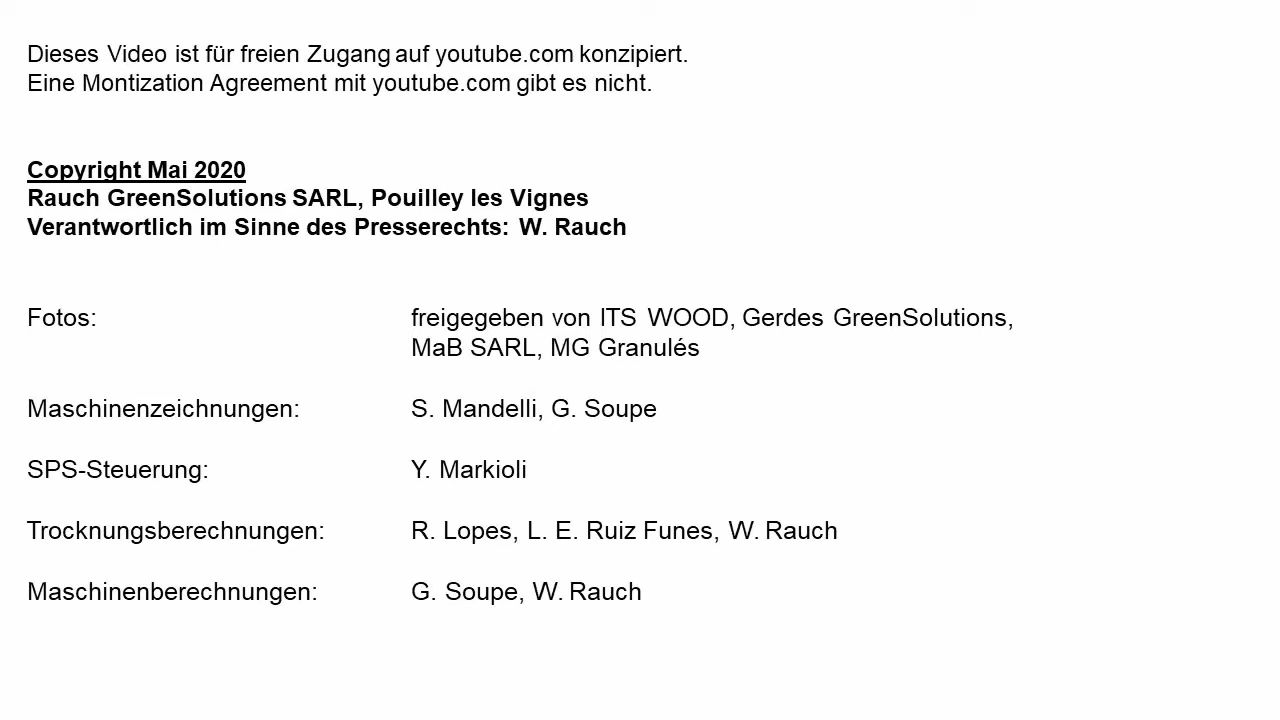 Dieses Video ist für freien Zugang auf youtube.com konzipiert.
Eine Montization Agreement mit youtube.com gibt es nicht.
Copyright Mai 2020
Rauch GreenSolutions SARL, Pouilley les Vignes
Verantwortlich im Sinne des Presserechts: W. Rauch
Fotos: freigegeben von ITS WOOD, Gerdes GreenSolutions,
MaB SARL, MG Granulés
Maschinenzeichnungen: S. Mandelli, G. Soupe
SPS-Steuerung: Y. Markioli
Trocknungsberechnungen: R. Lopes, L. E. Ruiz Funes, W. Rauch
Maschinenberechnungen: G. Soupe, W. Rauch